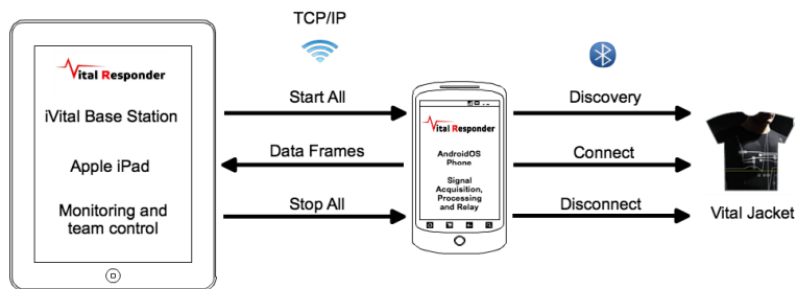 TCP/IP
Vital Responder
iVital Base Station
Apple iPad
Monitoring and
team control
Start All
Data Frames
Stop All
Vital Responder
AndroidOS
Phone
Signal
Acquisition,
Processing
and Relay
Discovery
Connect
Disconnect
Vital Jacket